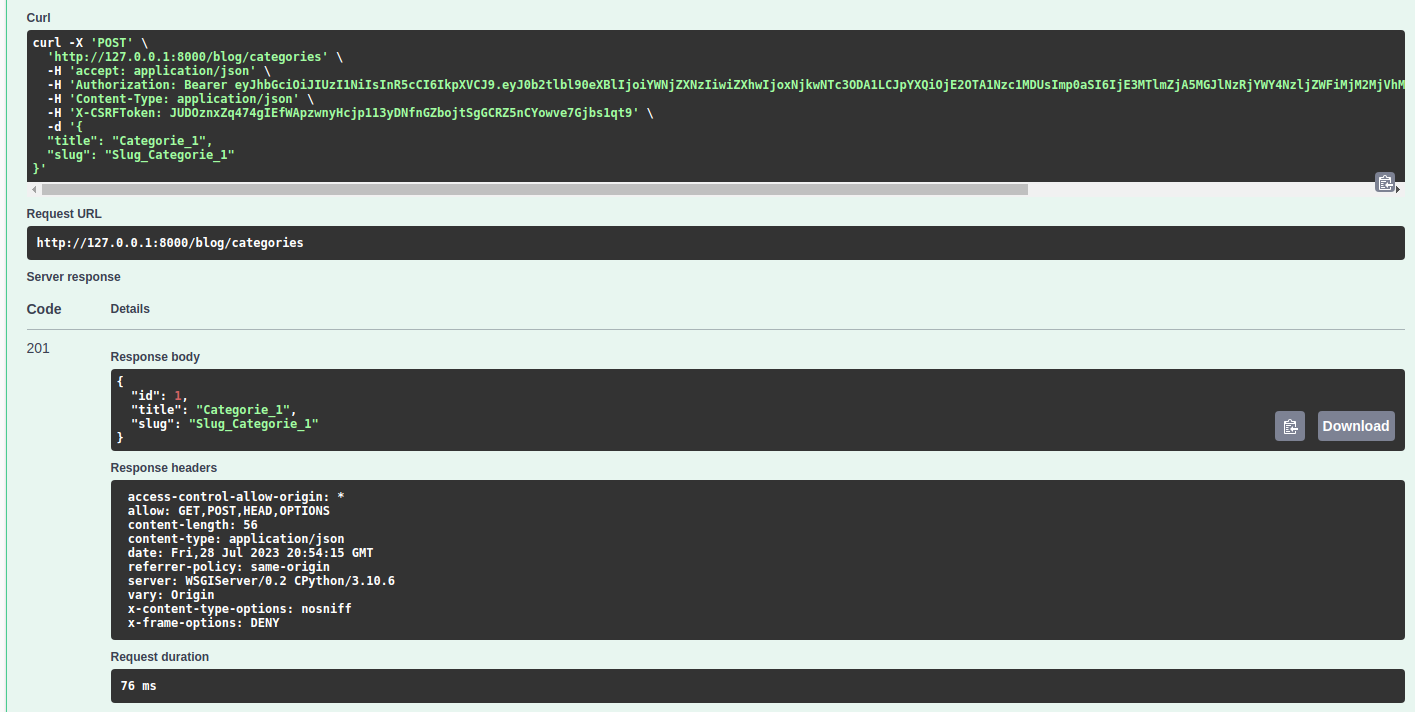 Curl
curl -X 'POST' \
'http://127.0.0.1:8000/blog/categories' \
-H 'accept: application/json' \
-H 'Authorization: Bearer eyJhbGciOiJIUzI1NiIsInR5cCI6IkpXVCJ9.eyJ0b2tlbl90eXBlIjoiYWNjZXNzIiwiZXhwIjoxNjkwNTc3ODA1LCJpYXQiOjE2OTA1Nzc1MDUsImp0aSI6IjE3MTlmZjA5MGJlNzRjYWY4NzljZWFiMjM2MjVhM
-H 'Content-Type: application/json' \
-H 'X-CSRFToken: JUDOznxZq474gIEfWApzwnyHcjp113yDNfnGZbojtSgGCRZ5nCYowve7Gjbs1qt9' \
-d '{
"title": "Categorie_1",
"slug": "Slug_Categorie_1"
}'
Request URL
http://127.0.0.1:8000/blog/categories
Server response
Code Details
201
Response body
{
"id": 1,
"title": "Categorie_1",
"slug": "Slug_Categorie_1"
}
Download
Response headers
access-control-allow-origin: *
allow: GET,POST,HEAD,OPTIONS
content-length: 56
content-type: application/json
date: Fri,28 Jul 2023 20:54:15 GMT
referrer-policy: same-origin
server: WSGIServer/0.2 CPython/3.10.6
vary: Origin
x-content-type-options: nosniff
x-frame-options: DENY
Request duration
76 ms